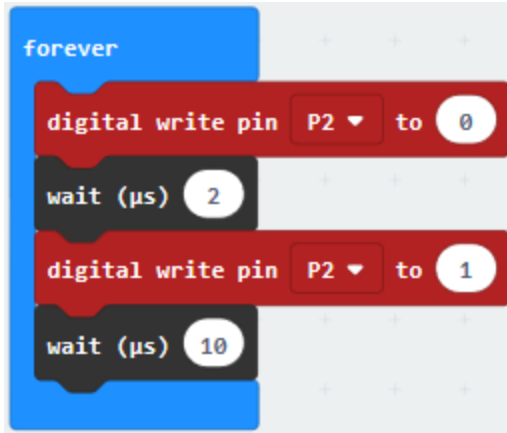 forever
digital write pin P2 to 0
wait (µs) 2
digital write pin P2 to 1
wait (µs) 10